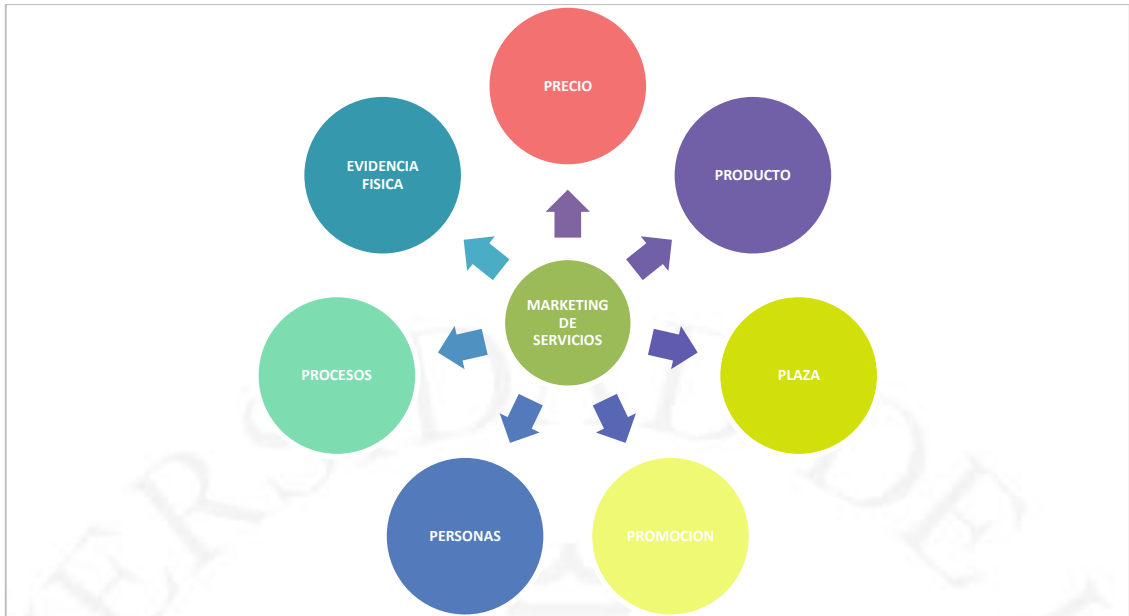 PRECIO
PRODUCTO
PLAZA
PROMOCION
PERSONAS
PROCESOS
EVIDENCIA
FISICA
MARKETING
DE
SERVICIOS